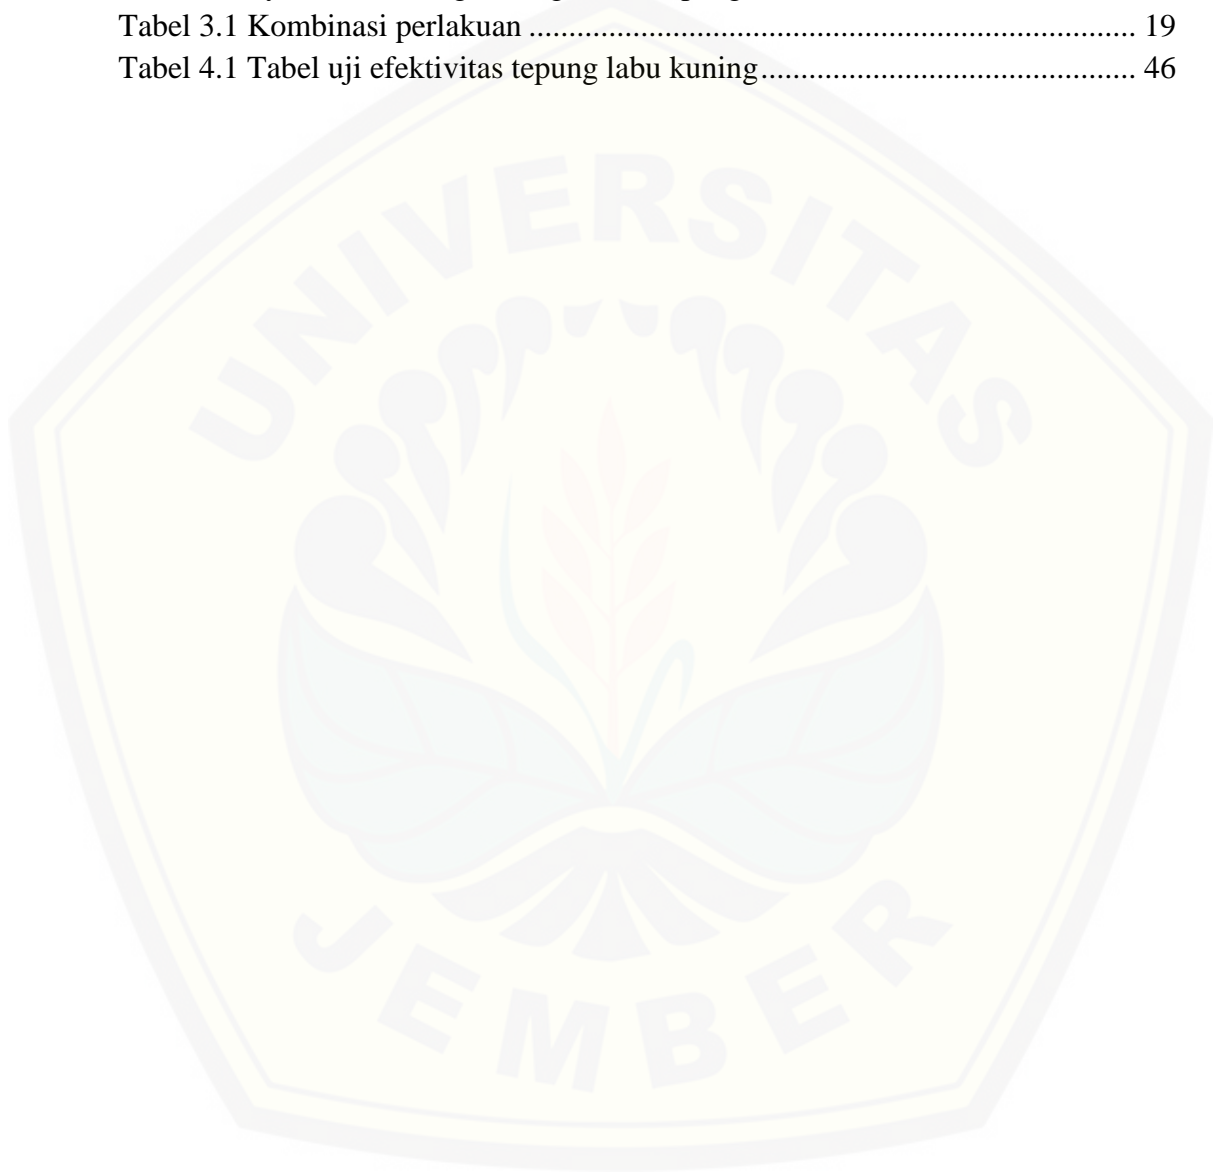 Tabel 3.1 Kombinasi perlakuan ................................................................. 19
Tabel 4.1 Tabel uji efektivitas tepung labu kuning ........................................ 46
UNIVERSITAS
JEMBER